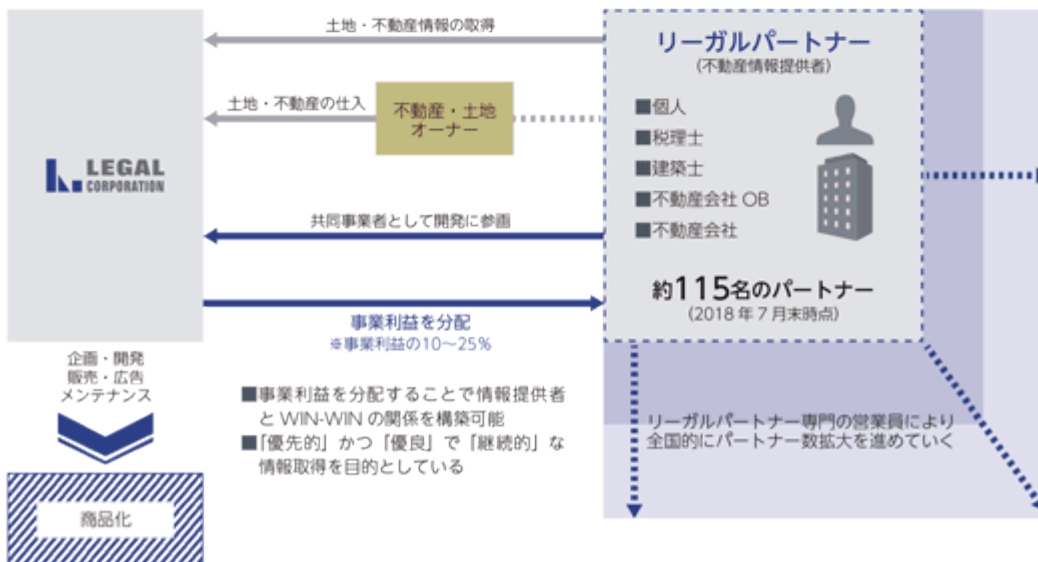 土地・不動産情報の取得
リーガルパートナー
(不動産情報提供者)
土地・不動産の仕入
不動産・土地
オーナー
■個人
■税理士
■建築士
■不動産会社 OB
■不動産会社
LEGAL
CORPORATION
共同事業者として開発に参画
約115名のパートナー
(2018 年 7 月末時点)
事業利益を分配
※事業利益の10〜25%
企画・開発
販売・広告
メンテナンス
■事業利益を分配することで情報提供者
と WIN-WIN の関係を構築可能
■「優先的」かつ「優良」で「継続的」な
情報取得を目的としている
リーガルパートナー専門の営業員により
全国的にパートナー数拡大を進めていく
商品化